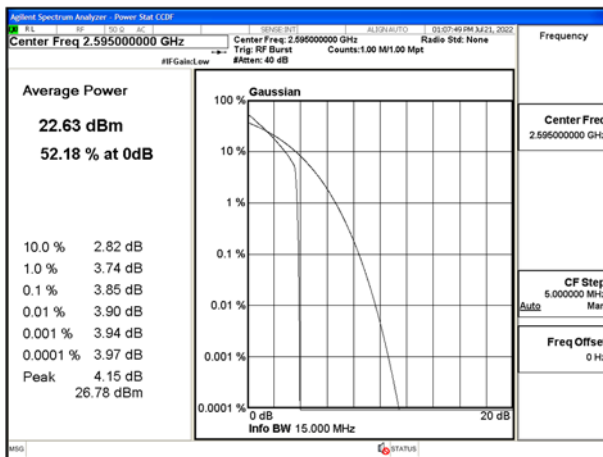 Agilent Spectrum Analyzer - Power Stat CCDF
RL RF 50 Ω AC SENSE:INT ALIGNAUTO 01:07:49 PM Jul 21, 2022
Center Freq 2.595000000 GHz
Center Freq: 2.595000000 GHz Radio Std: None
Trig: RF Burst Counts:1.00 M/1.00 Mpt
#IFGain:Low #Atten: 40 dB
Frequency
Average Power
22.63 dBm
52.18 % at 0dB
10.0 % 2.82 dB
1.0 % 3.74 dB
0.1 % 3.85 dB
0.01 % 3.90 dB
0.001 % 3.94 dB
0.0001 % 3.97 dB
Peak 4.15 dB
26.78 dBm
Gaussian
100 %
10 %
1 %
0.1 %
0.01 %
0.001 %
0.0001 %
0 dB 20 dB
Info BW 15.000 MHz
Center Freq
2.595000000 GHz
CF Step
5.000000 MHz
Auto Man
Freq Offset
0 Hz
MSG STATUS